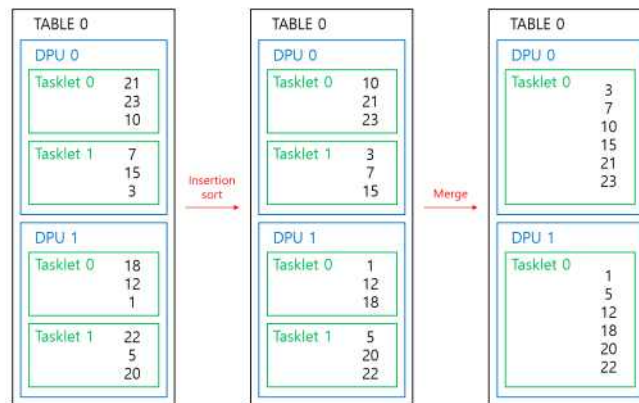 TABLE 0
DPU 0
Tasklet 0
21
23
10
Tasklet 1
7
15
3
DPU 1
Tasklet 0
18
12
1
Tasklet 1
22
5
20
Insertion
sort
TABLE 0
DPU 0
Tasklet 0
10
21
23
Tasklet 1
3
7
15
DPU 1
Tasklet 0
1
12
18
Tasklet 1
5
20
22
Merge
TABLE 0
DPU 0
Tasklet 0
3
7
10
15
21
23
DPU 1
Tasklet 0
1
5
12
18
20
22